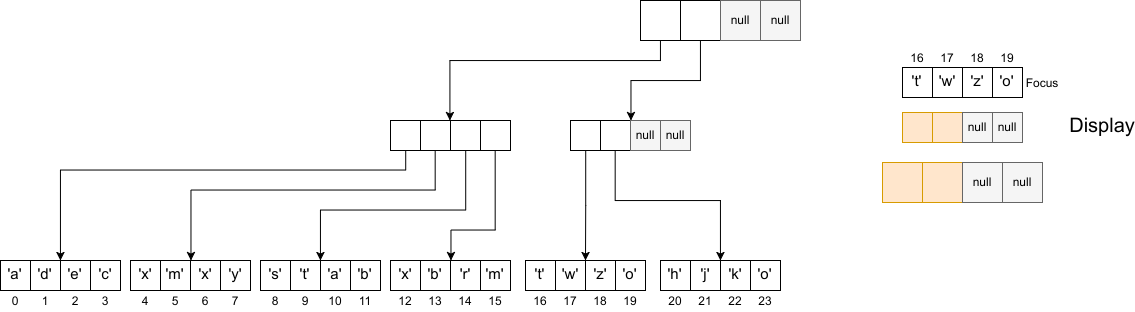 null null
16 17 18 19
't' 'w' 'z' 'o' Focus
null null Display
null null
null null
'a' 'd' 'e' 'c' 'x' 'm' 'x' 'y' 's' 't' 'a' 'b' 'x' 'b' 'r' 'm' 't' 'w' 'z' 'o' 'h' 'j' 'k' 'o'
0 1 2 3 4 5 6 7 8 9 10 11 12 13 14 15 16 17 18 19 20 21 22 23